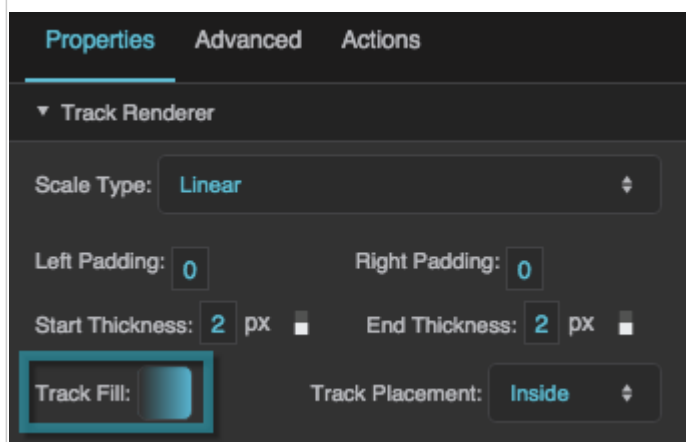 Properties Advanced Actions
Track Renderer
Scale Type: Linear
Left Padding: 0 Right Padding: 0
Start Thickness: 2 px End Thickness: 2 px
Track Fill: Track Placement: Inside